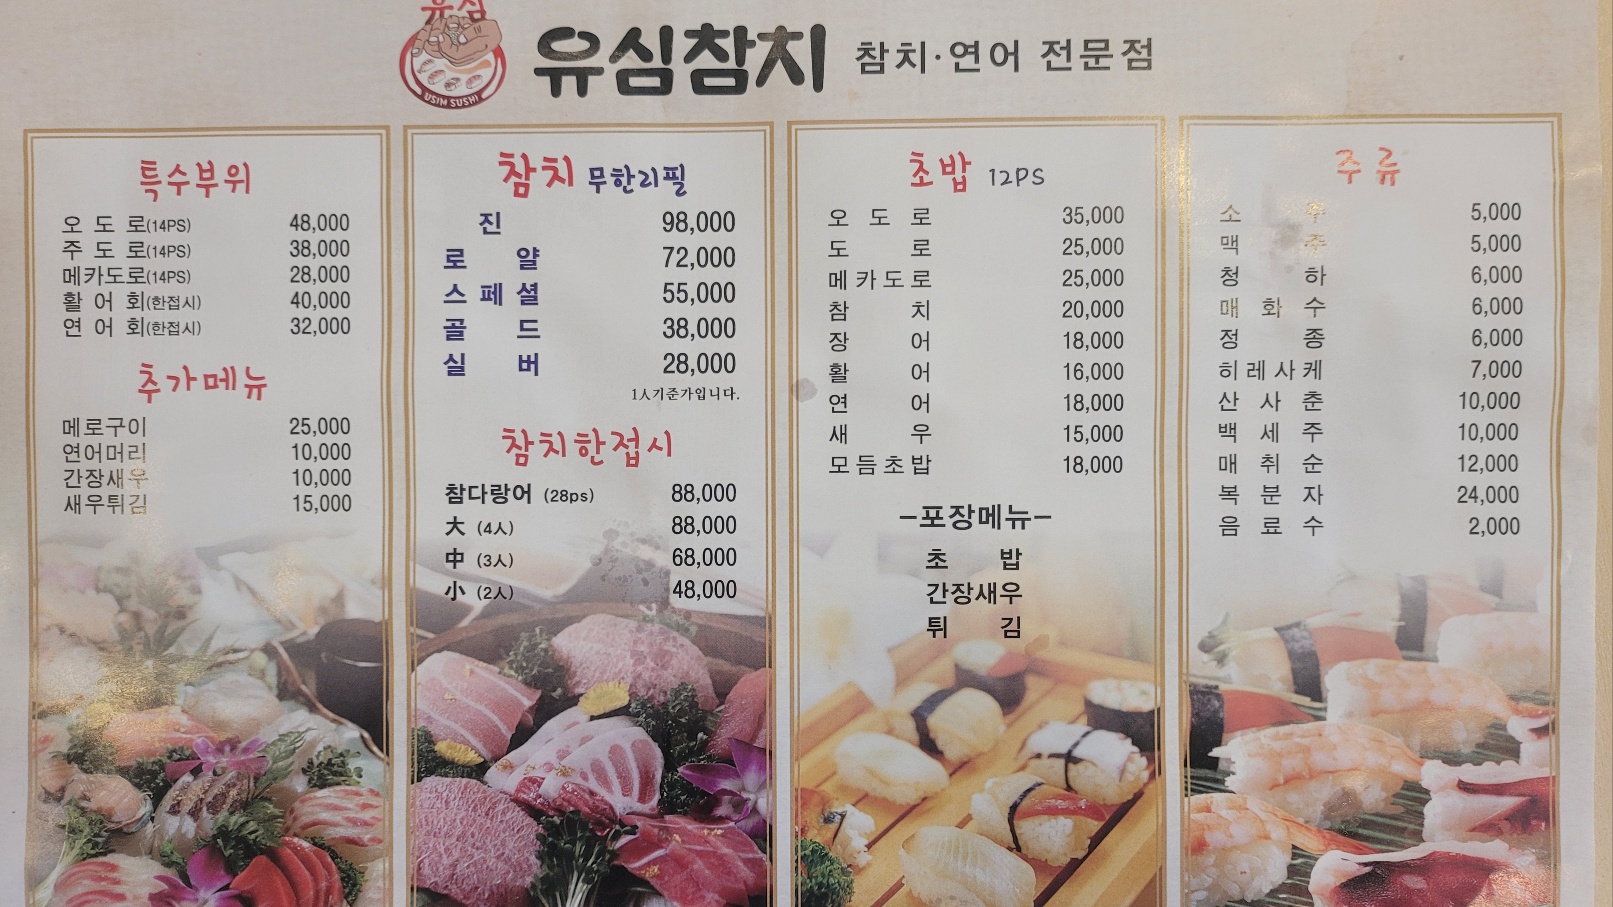 유심
USIM SUSHI
유심참치 참치·연어 전문점
특수부위
오도로(14PS) 48,000
주도로(14PS) 38,000
메카도로(14PS) 28,000
활어회(한접시) 40,000
연어회(한접시) 32,000
추가메뉴
메로구이 25,000
연어머리 10,000
간장새우 10,000
새우튀김 15,000
참치 무한리필
진 98,000
로얄 72,000
스페셜 55,000
골드 38,000
실버 28,000
1人기준가입니다.
참치한접시
참다랑어 (28ps) 88,000
大 (4人) 88,000
中 (3人) 68,000
小 (2人) 48,000
초밥 12PS
오도로 35,000
도로 25,000
메카도로 25,000
참치 20,000
장어 18,000
활어 16,000
연어 18,000
새우 15,000
모듬초밥 18,000
-포장메뉴-
초밥
간장새우
튀김
주류
소주 5,000
맥주 5,000
청하 6,000
매화수 6,000
정종 6,000
히레사케 7,000
산사춘 10,000
백세주 10,000
매취순 12,000
복분자 24,000
음료수 2,000